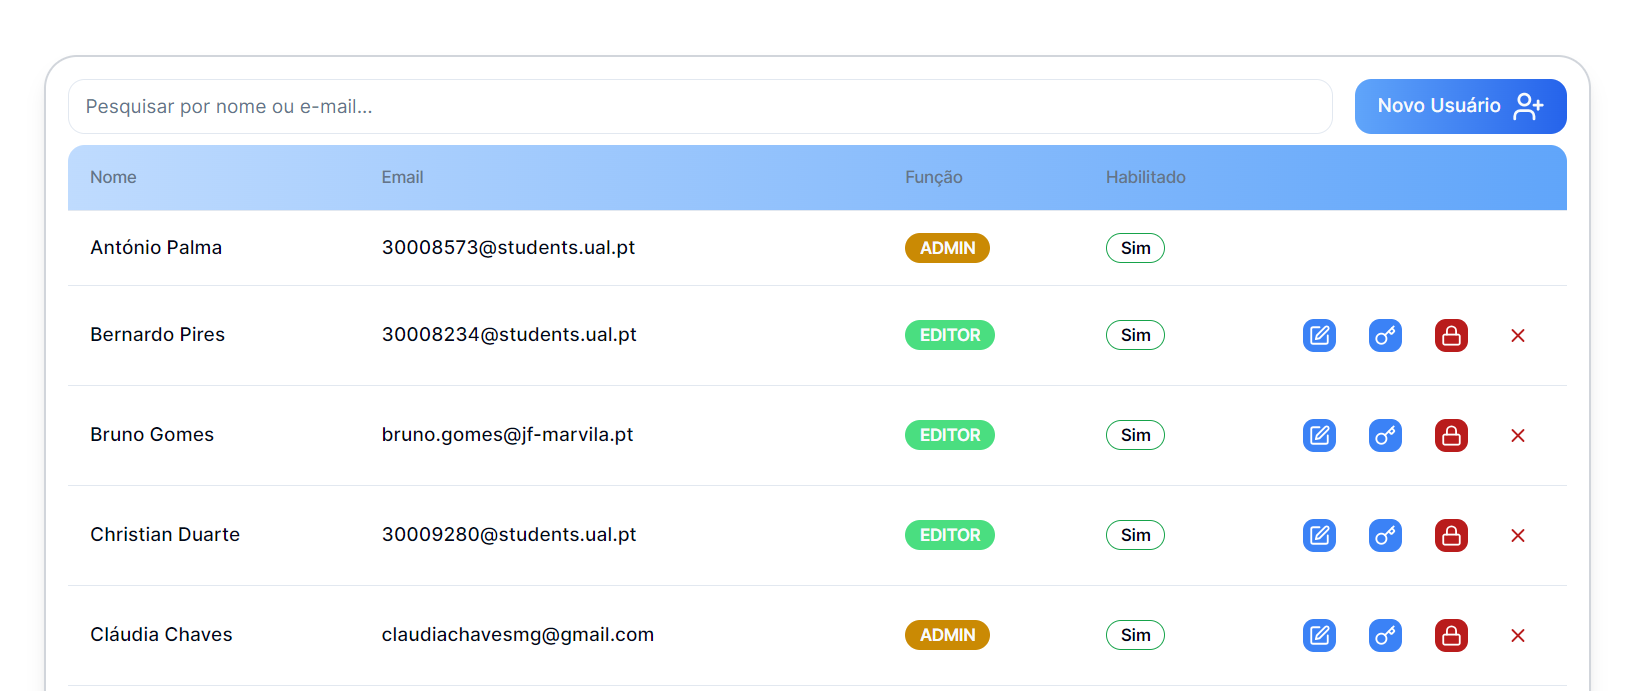 Pesquisar por nome ou e-mail... Novo Usuário
Nome Email Função Habilitado
António Palma 30008573@students.ual.pt ADMIN Sim
Bernardo Pires 30008234@students.ual.pt EDITOR Sim
Bruno Gomes bruno.gomes@jf-marvila.pt EDITOR Sim
Christian Duarte 30009280@students.ual.pt EDITOR Sim
Cláudia Chaves claudiachavesmg@gmail.com ADMIN Sim